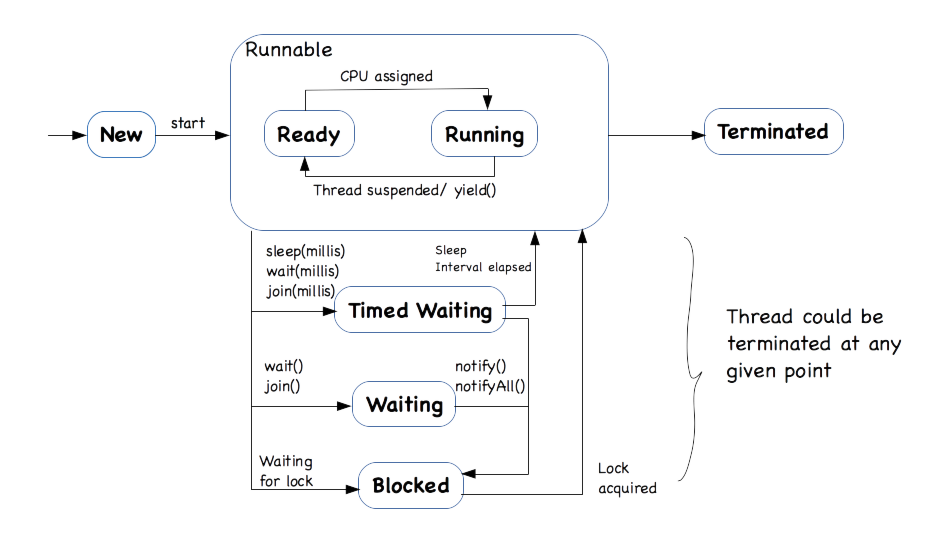 Runnable
CPU assigned
New
start
Ready
Running
Terminated
Thread suspended/ yield()
sleep(millis)
wait(millis)
join(millis)
Sleep
Interval elapsed
Timed Waiting
Thread could be
terminated at any
given point
wait()
join()
notify()
notifyAll()
Waiting
Waiting
for lock
Blocked
Lock
acquired